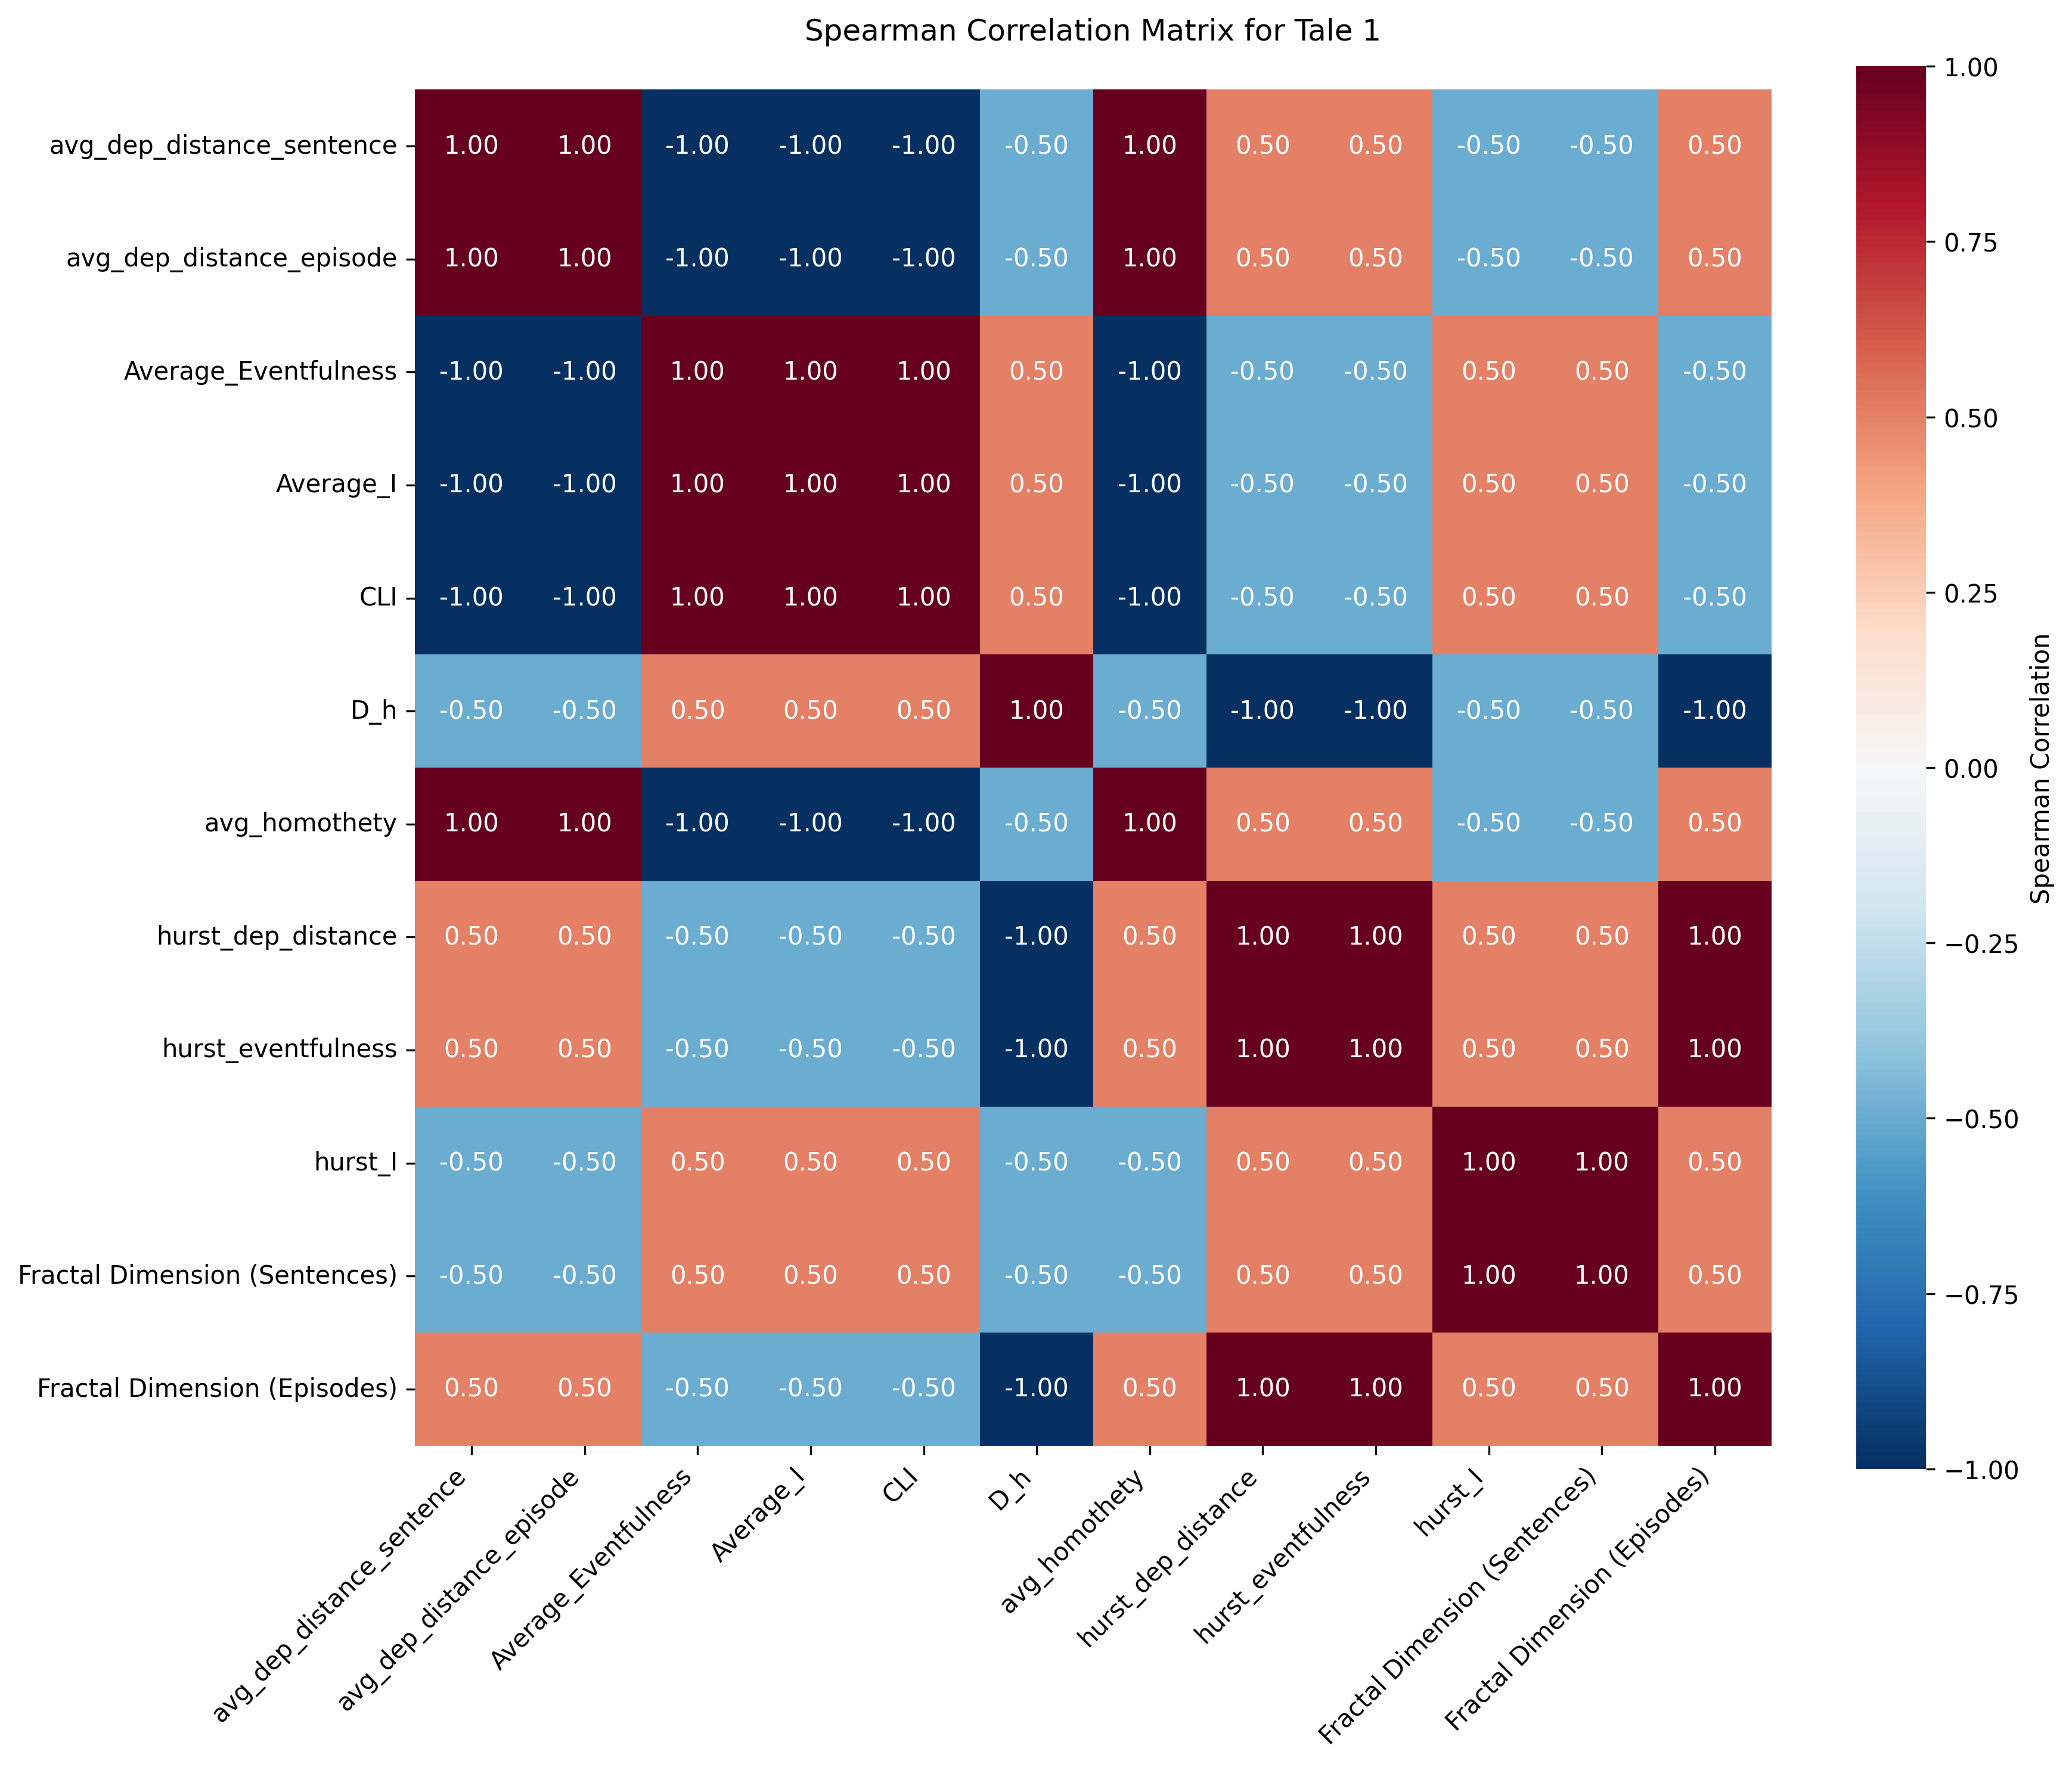 Spearman Correlation Matrix for Tale 1
avg_dep_distance_sentence 1.00 1.00 -1.00 -1.00 -1.00 -0.50 1.00 0.50 0.50 -0.50 -0.50 0.50
avg_dep_distance_episode 1.00 1.00 -1.00 -1.00 -1.00 -0.50 1.00 0.50 0.50 -0.50 -0.50 0.50
Average_Eventfulness -1.00 -1.00 1.00 1.00 1.00 0.50 -1.00 -0.50 -0.50 0.50 0.50 -0.50
Average_I -1.00 -1.00 1.00 1.00 1.00 0.50 -1.00 -0.50 -0.50 0.50 0.50 -0.50
CLI -1.00 -1.00 1.00 1.00 1.00 0.50 -1.00 -0.50 -0.50 0.50 0.50 -0.50
D_h -0.50 -0.50 0.50 0.50 0.50 1.00 -0.50 -1.00 -1.00 -0.50 -0.50 -1.00
avg_homothety 1.00 1.00 -1.00 -1.00 -1.00 -0.50 1.00 0.50 0.50 -0.50 -0.50 0.50
hurst_dep_distance 0.50 0.50 -0.50 -0.50 -0.50 -1.00 0.50 1.00 1.00 0.50 0.50 1.00
hurst_eventfulness 0.50 0.50 -0.50 -0.50 -0.50 -1.00 0.50 1.00 1.00 0.50 0.50 1.00
hurst_I -0.50 -0.50 0.50 0.50 0.50 -0.50 -0.50 0.50 0.50 1.00 1.00 0.50
Fractal Dimension (Sentences) -0.50 -0.50 0.50 0.50 0.50 -0.50 -0.50 0.50 0.50 1.00 1.00 0.50
Fractal Dimension (Episodes) 0.50 0.50 -0.50 -0.50 -0.50 -1.00 0.50 1.00 1.00 0.50 0.50 1.00
avg_dep_distance_sentence
avg_dep_distance_episode
Average_Eventfulness
Average_I
CLI
D_h
avg_homothety
hurst_dep_distance
hurst_eventfulness
hurst_I
Fractal Dimension (Sentences)
Fractal Dimension (Episodes)
1.00
0.75
0.50
0.25
0.00
−0.25
−0.50
−0.75
−1.00
Spearman Correlation